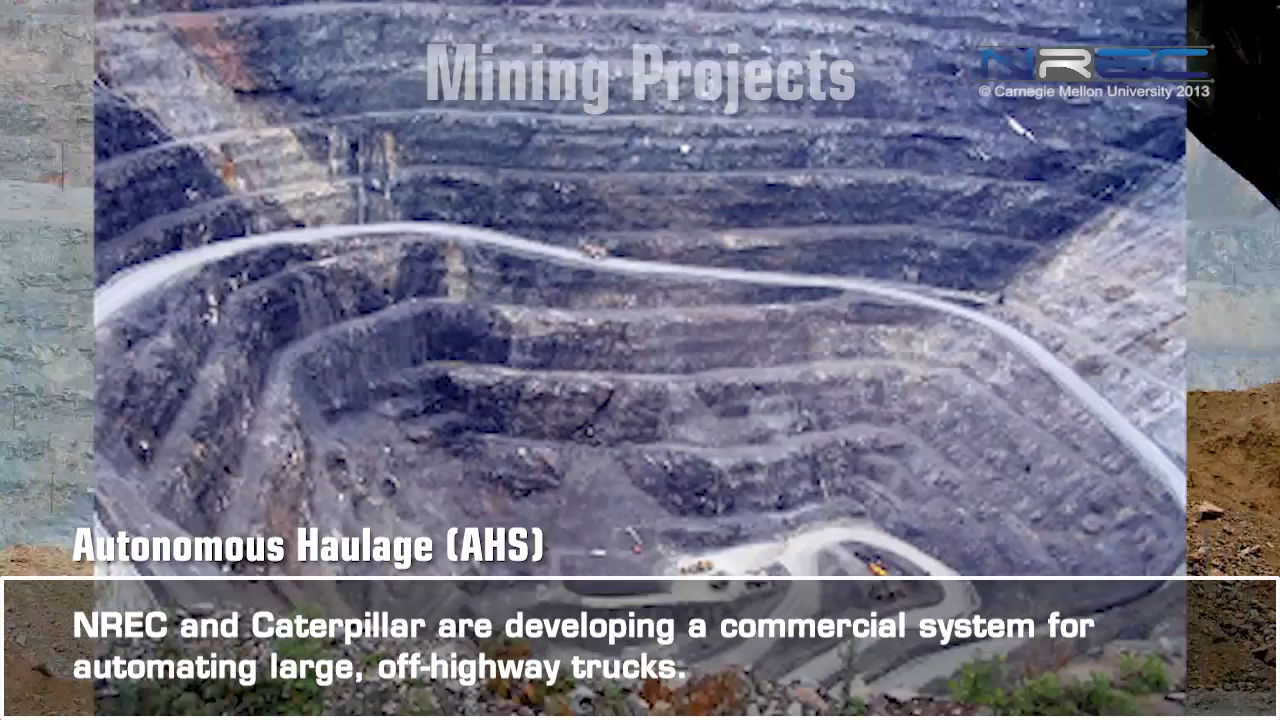 Mining Projects
NREC
© Carnegie Mellon University 2013
Autonomous Haulage (AHS)
NREC and Caterpillar are developing a commercial system for
automating large, off-highway trucks.